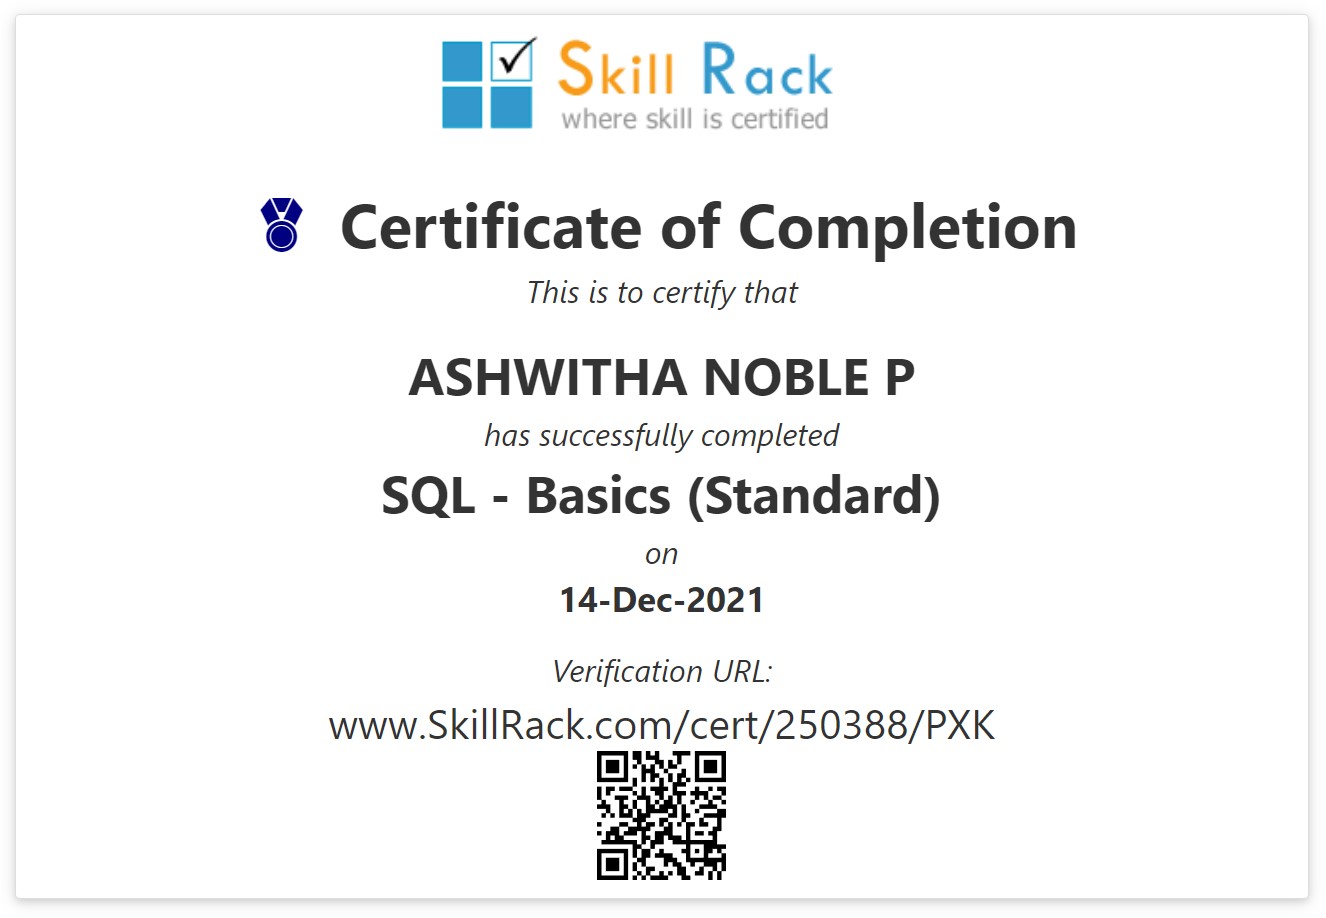 Skill Rack
where skill is certified
Certificate of Completion
This is to certify that
ASHWITHA NOBLE P
has successfully completed
SQL - Basics (Standard)
on
14-Dec-2021
Verification URL:
www.SkillRack.com/cert/250388/PXK